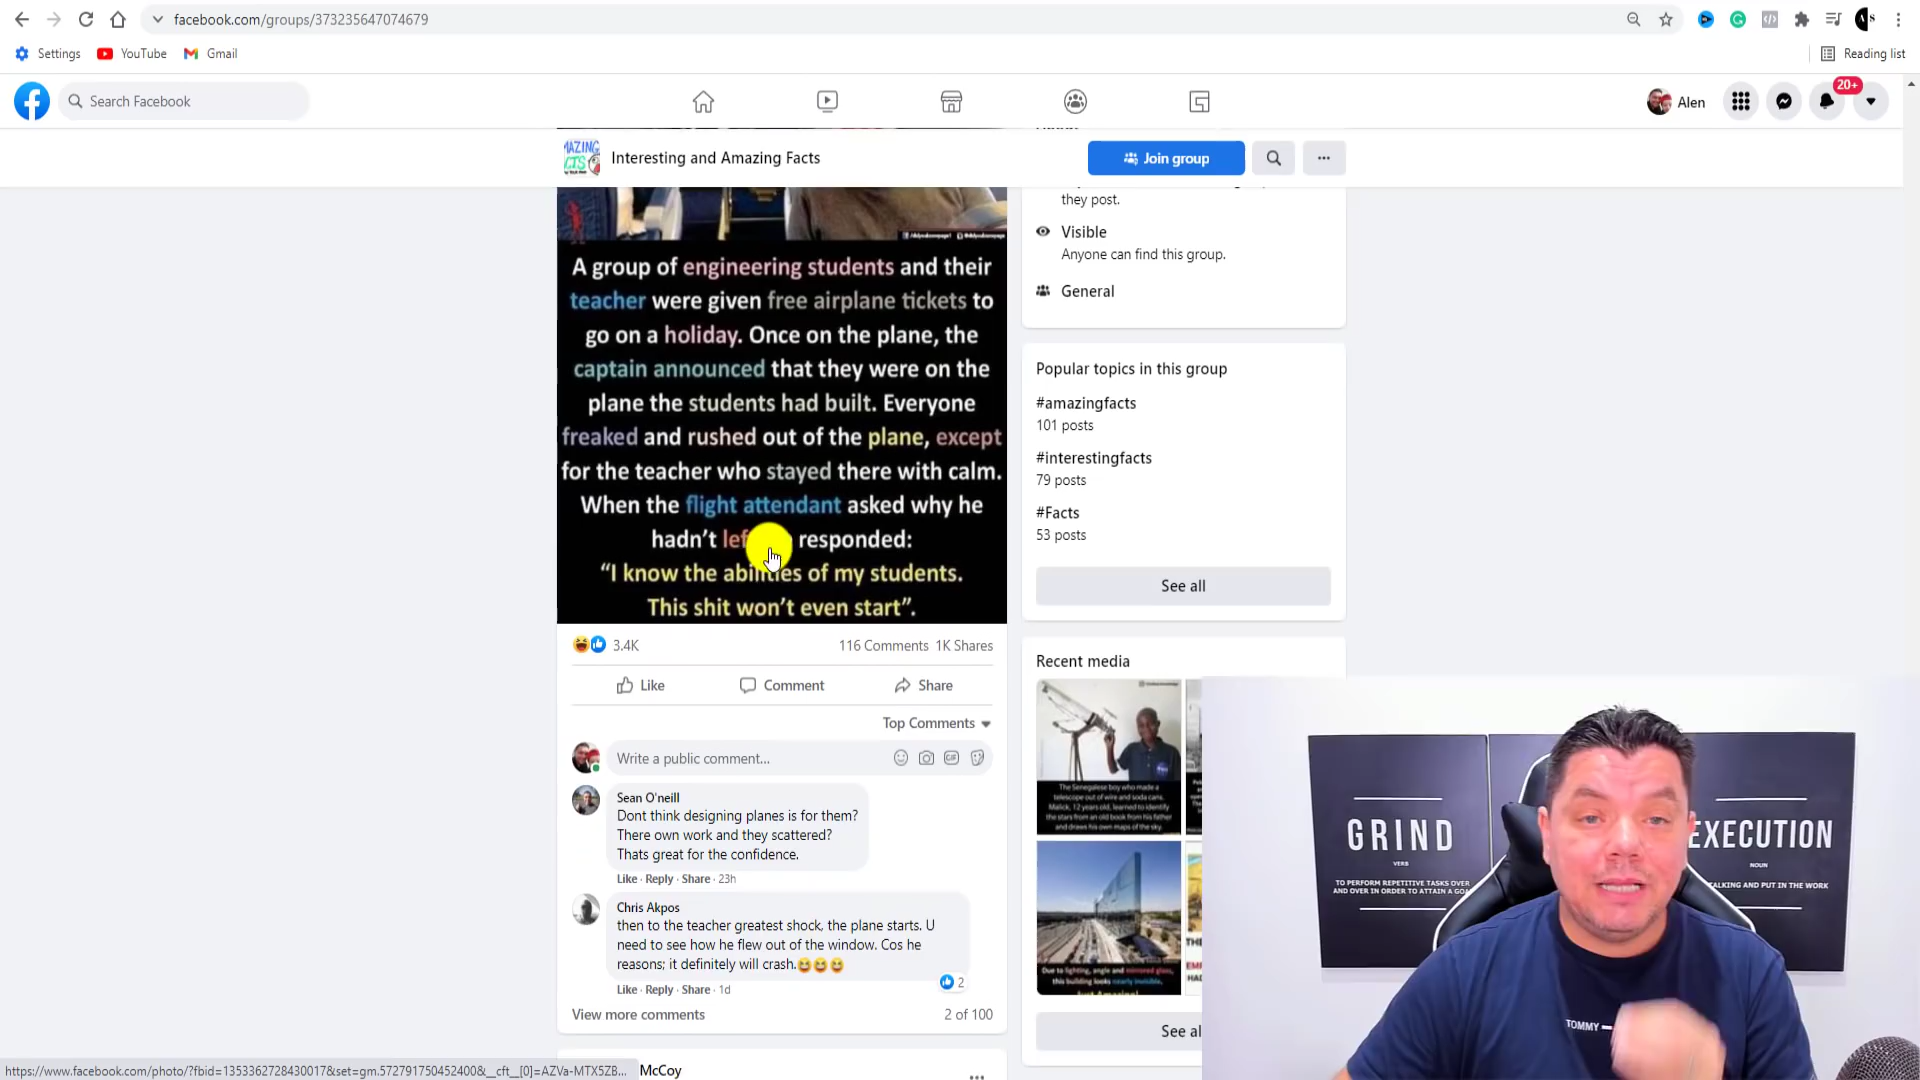 facebook.com/groups/373235647074679
Settings
YouTube
Gmail
Reading list
Search Facebook
Alen
20+
Interesting and Amazing Facts
Join group
A group of engineering students and their
teacher were given free airplane tickets to
go on a holiday. Once on the plane, the
captain announced that they were on the
plane the students had built. Everyone
freaked and rushed out of the plane, except
for the teacher who stayed there with calm.
When the flight attendant asked why he
hadn't responded:
“I know the abilities of my students.
This shit won't even start”.
3.4K
116 Comments 1K Shares
Like
Comment
Share
Top Comments
Write a public comment...
GIF
Sean O'neill
Dont think designing planes is for them?
There own work and they scattered?
Thats great for the confidence.
Like · Reply · Share · 23h
Chris Akpos
then to the teacher greatest shock, the plane starts. U
need to see how he flew out of the window. Cos he
reasons; it definitely will crash.😆😆😆
2
Like · Reply · Share · 1d
View more comments
2 of 100
McCoy
https://www.facebook.com/photo/?fbid=1353362728430017&set=gm.5727917504524008&__cft__[0]=AZVa-MTX5ZB...
they post.
Visible
Anyone can find this group.
General
Popular topics in this group
#amazingfacts
101 posts
#interestingfacts
79 posts
#Facts
53 posts
See all
Recent media
The Senegalese boy who made a
telescope out of wire and soda cans.
Malick, 12 years old, learned to identify
the stars from an old book from his father
and draws his own maps of the sky.
Due to lighting, angle and mirrored glass,
this building looks nearly invisible.
Just Amazing!
See al
GRIND
VERB
TO PERFORM REPETITIVE TASKS OVER
AND OVER IN ORDER TO ATTAIN A GOA
EXECUTION
NOUN
TALKING AND PUT IN THE WORK
TOMMY